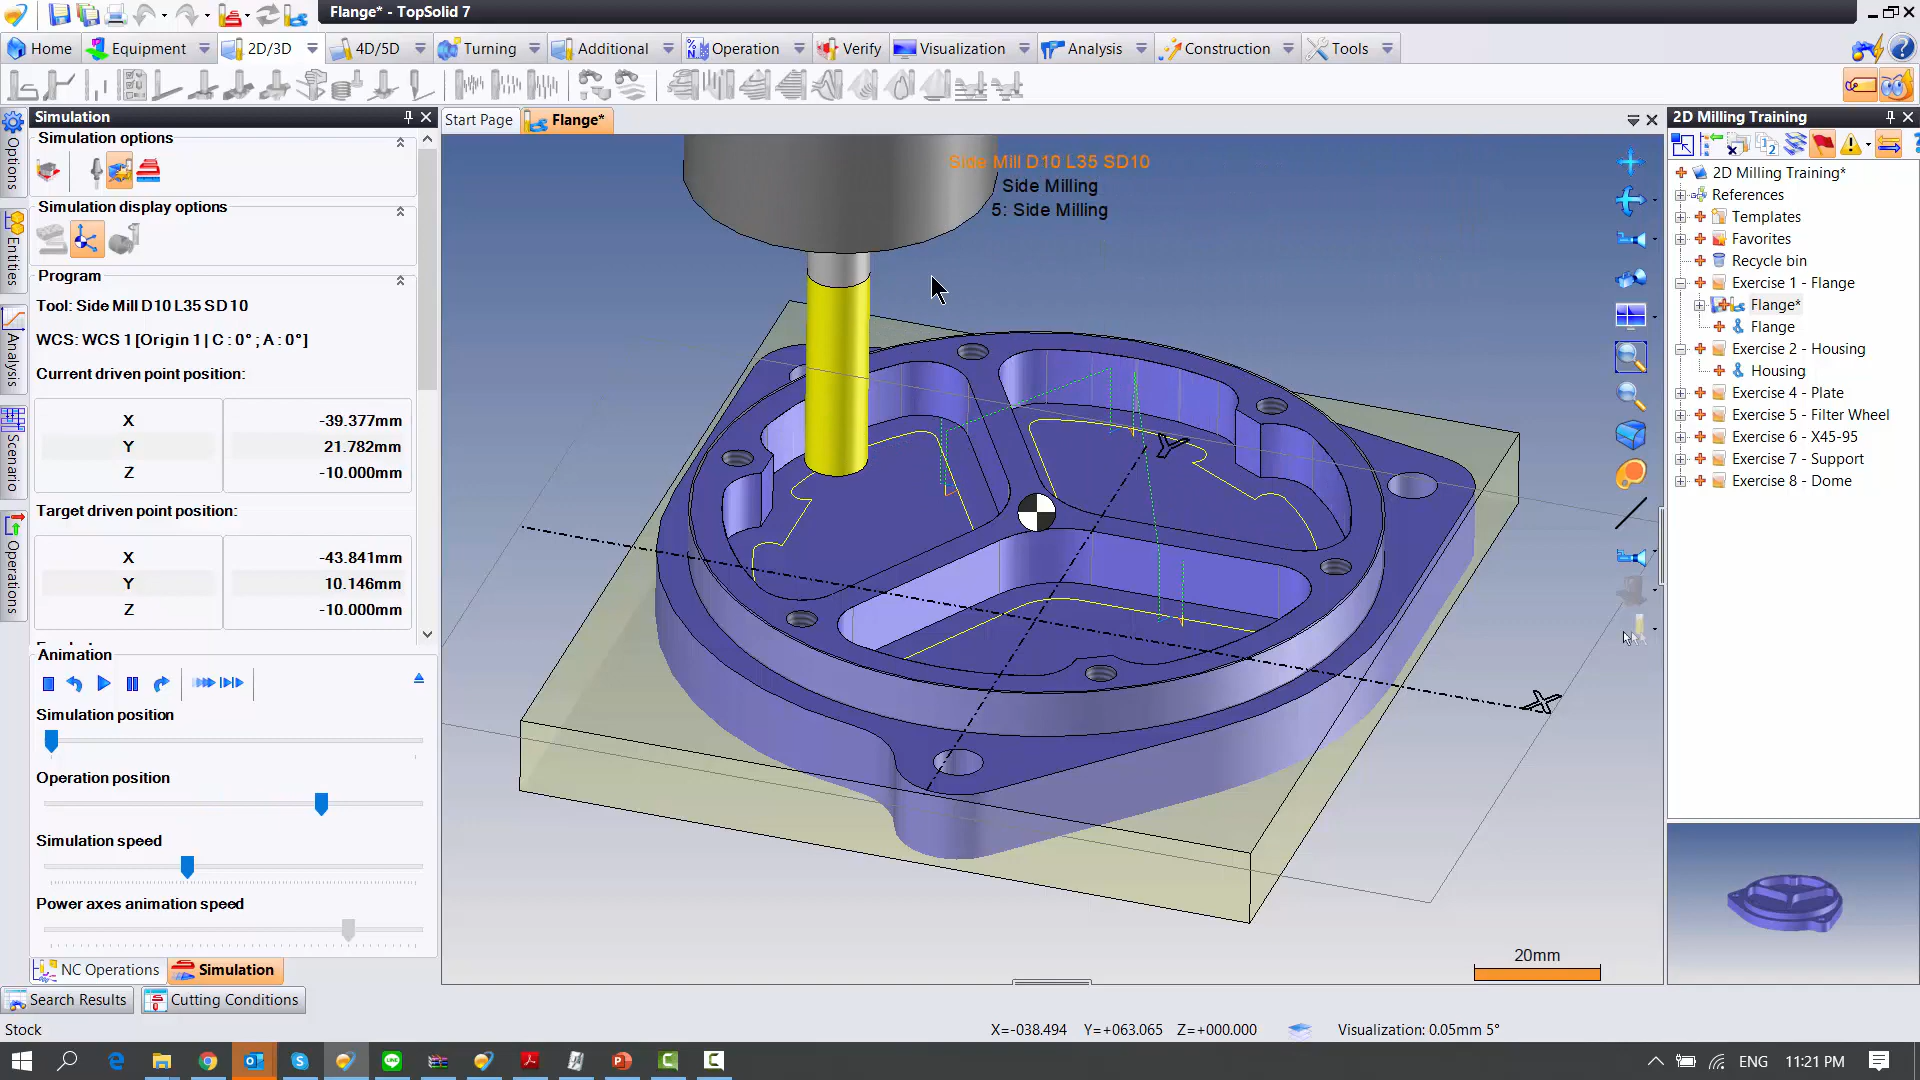 Flange* - TopSolid 7
Home
Equipment
2D/3D
4D/5D
Turning
Additional
Operation
Verify
Visualization
Analysis
Construction
Tools
Simulation
Start Page
Flange*
2D Milling Training
Options
Entities
Analysis
Scenario
Operations
Simulation options
Simulation display options
Program
Tool: Side Mill D10 L35 SD10
WCS: WCS 1 [Origin 1 | C : 0° ; A : 0°]
Current driven point position:
X -39.377mm
Y 21.782mm
Z -10.000mm
Target driven point position:
X -43.841mm
Y 10.146mm
Z -10.000mm
Animation
Simulation position
Operation position
Simulation speed
Power axes animation speed
NC Operations
Simulation
Search Results
Cutting Conditions
Stock
Side Mill D10 L35 SD10
Side Milling
5: Side Milling
Y
X
20mm
2D Milling Training*
References
Templates
Favorites
Recycle bin
Exercise 1 - Flange
Flange*
Flange
Exercise 2 - Housing
Housing
Exercise 4 - Plate
Exercise 5 - Filter Wheel
Exercise 6 - X45-95
Exercise 7 - Support
Exercise 8 - Dome
X=-038.494 Y=+063.065 Z=+000.000
Visualization: 0.05mm 5°
ENG
11:21 PM